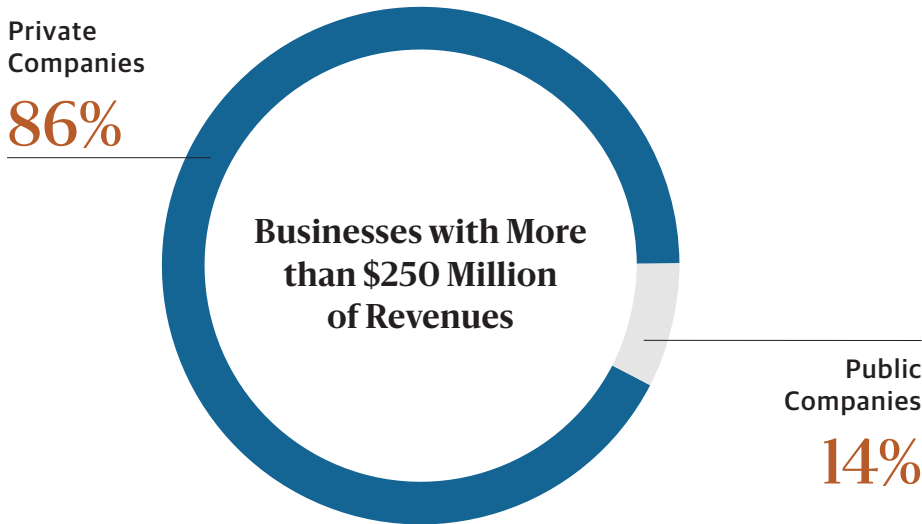 Private
Companies
86%
Businesses with More
than $250 Million
of Revenues
Public
Companies
14%